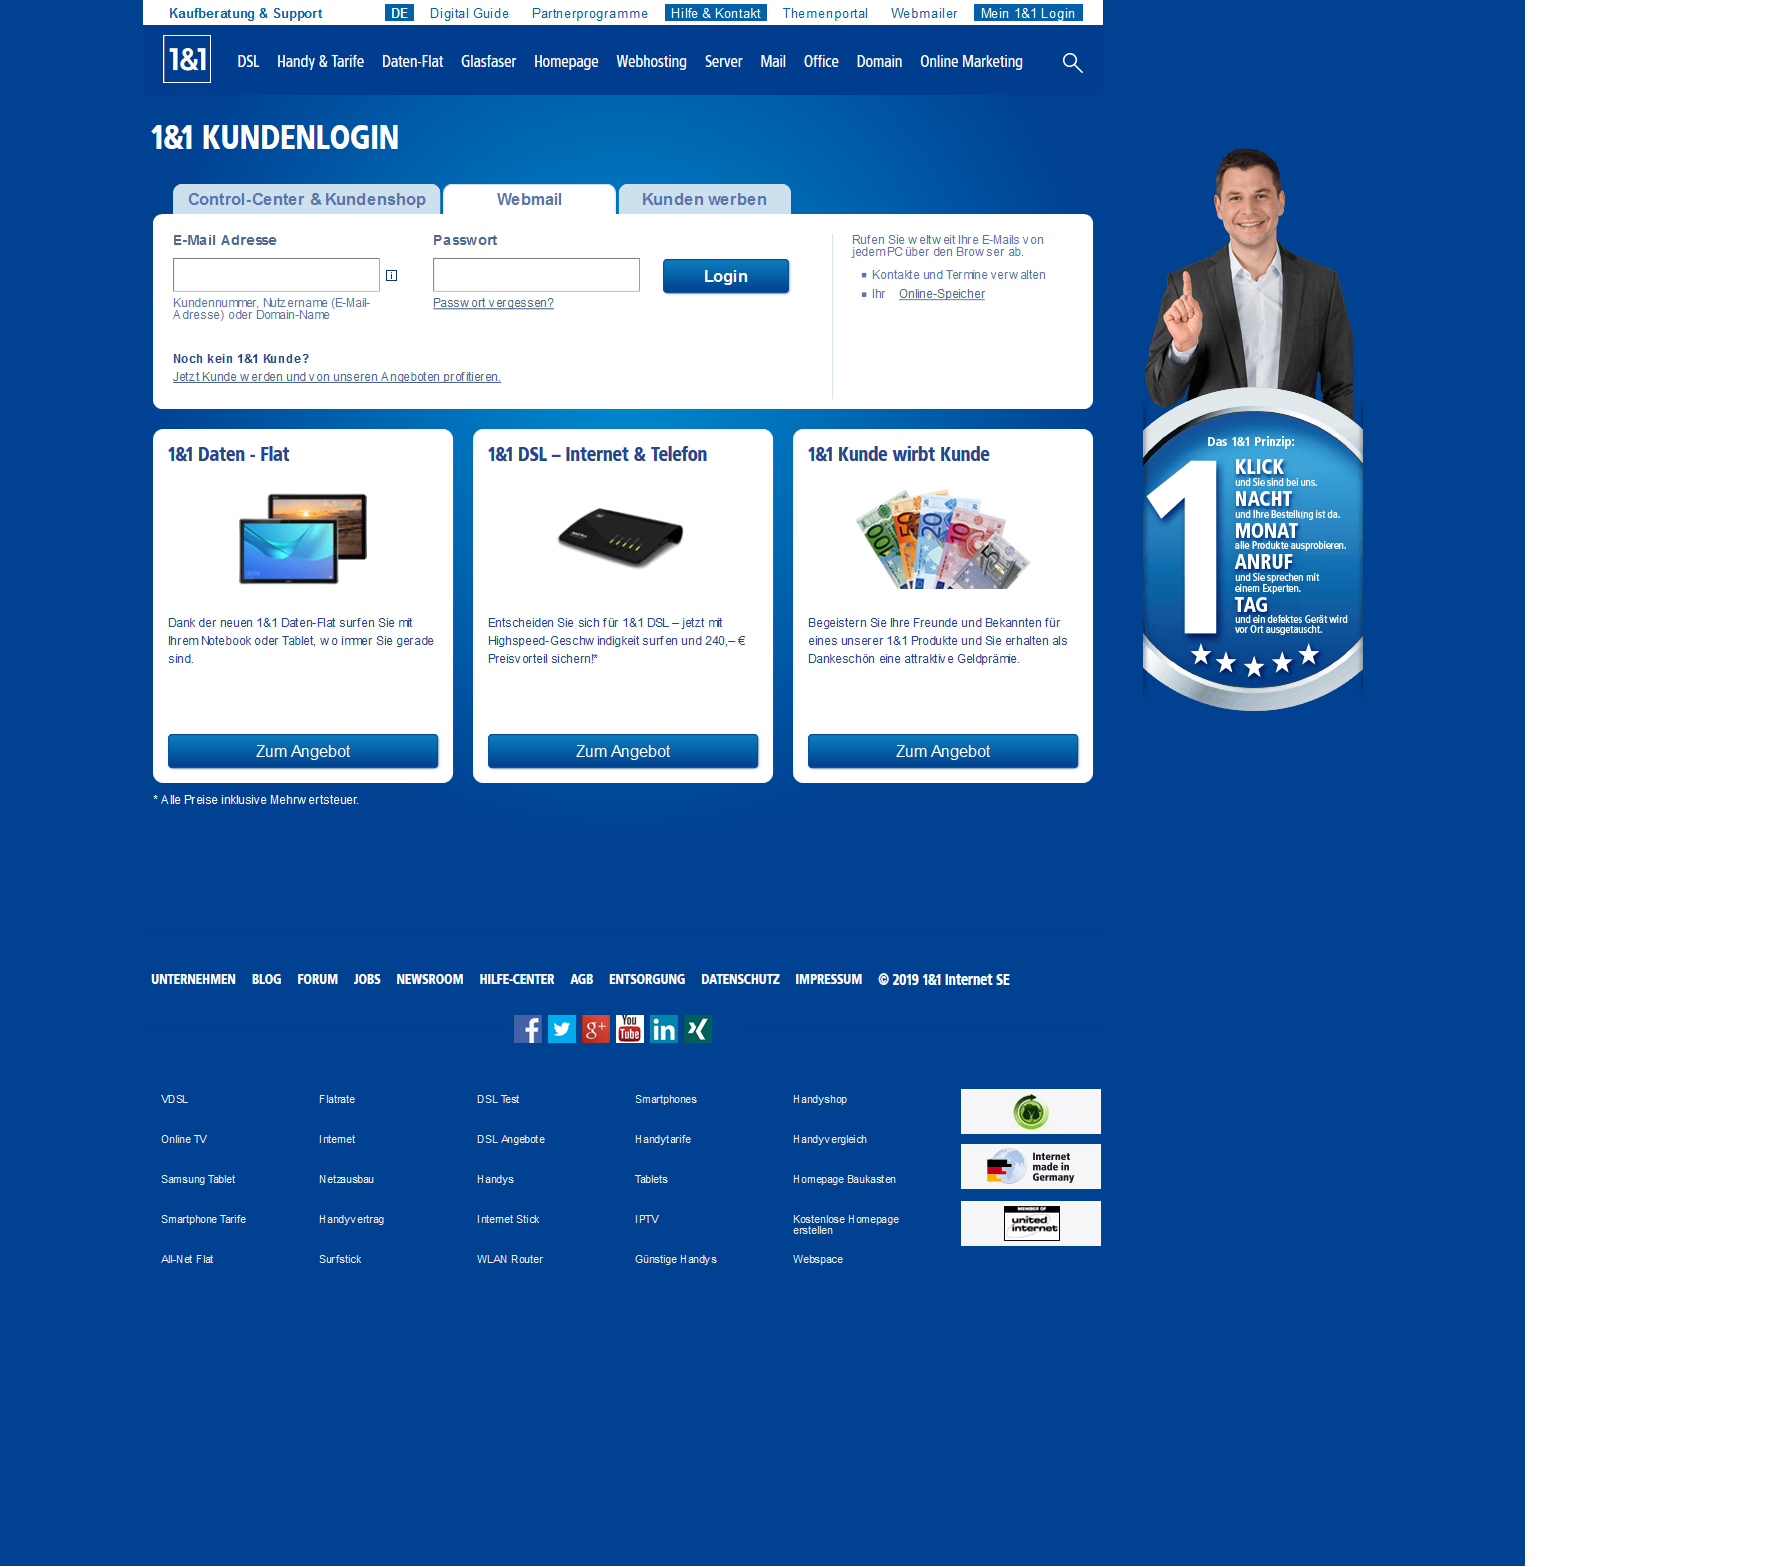 Kaufberatung & Support
DE Digital Guide Partnerprogramme Hilfe & Kontakt Themenportal Webmailer Mein 1&1 Login
1&1 DSL Handy & Tarife Daten-Flat Glasfaser Homepage Webhosting Server Mail Office Domain Online Marketing
1&1 KUNDENLOGIN
Control-Center & Kundenshop Webmail Kunden werben
E-Mail Adresse
Kundennummer, Nutzername (E-Mail-
Adresse) oder Domain-Name
Passwort
Passwort vergessen?
Login
Noch kein 1&1 Kunde?
Jetzt Kunde werden und von unseren Angeboten profitieren.
Rufen Sie weltweit Ihre E-Mails von
jedem PC über den Browser ab.
Kontakte und Termine verwalten
Ihr Online-Speicher
1&1 Daten - Flat
Dank der neuen 1&1 Daten-Flat surfen Sie mit
Ihrem Notebook oder Tablet, wo immer Sie gerade
sind.
Zum Angebot
1&1 DSL – Internet & Telefon
Entscheiden Sie sich für 1&1 DSL – jetzt mit
Highspeed-Geschwindigkeit surfen und 240,– €
Preisvorteil sichern!*
Zum Angebot
1&1 Kunde wirbt Kunde
100 50 20 10 5
Begeistern Sie Ihre Freunde und Bekannten für
eines unserer 1&1 Produkte und Sie erhalten als
Dankeschön eine attraktive Geldprämie.
Zum Angebot
* Alle Preise inklusive Mehrwertsteuer.
Das 1&1 Prinzip:
1
KLICK
und Sie sind bei uns.
NACHT
und Ihre Bestellung ist da.
MONAT
alle Produkte ausprobieren.
ANRUF
und Sie sprechen mit
einem Experten.
TAG
und ein defektes Gerät wird
vor Ort ausgetauscht.
UNTERNEHMEN BLOG FORUM JOBS NEWSROOM HILFE-CENTER AGB ENTSORGUNG DATENSCHUTZ IMPRESSUM © 2019 1&1 Internet SE
f g+ You Tube in
VDSL Flatrate DSL Test Smartphones Handyshop
Online TV Internet DSL Angebote Handytarife Handyvergleich
Samsung Tablet Netzausbau Handys Tablets Homepage Baukasten
Smartphone Tarife Handyvertrag Internet Stick IPTV Kostenlose Homepage
erstellen
All-Net Flat Surfstick WLAN Router Günstige Handys Webspace
Internet
made in
Germany
MEMBER OF
united
internet